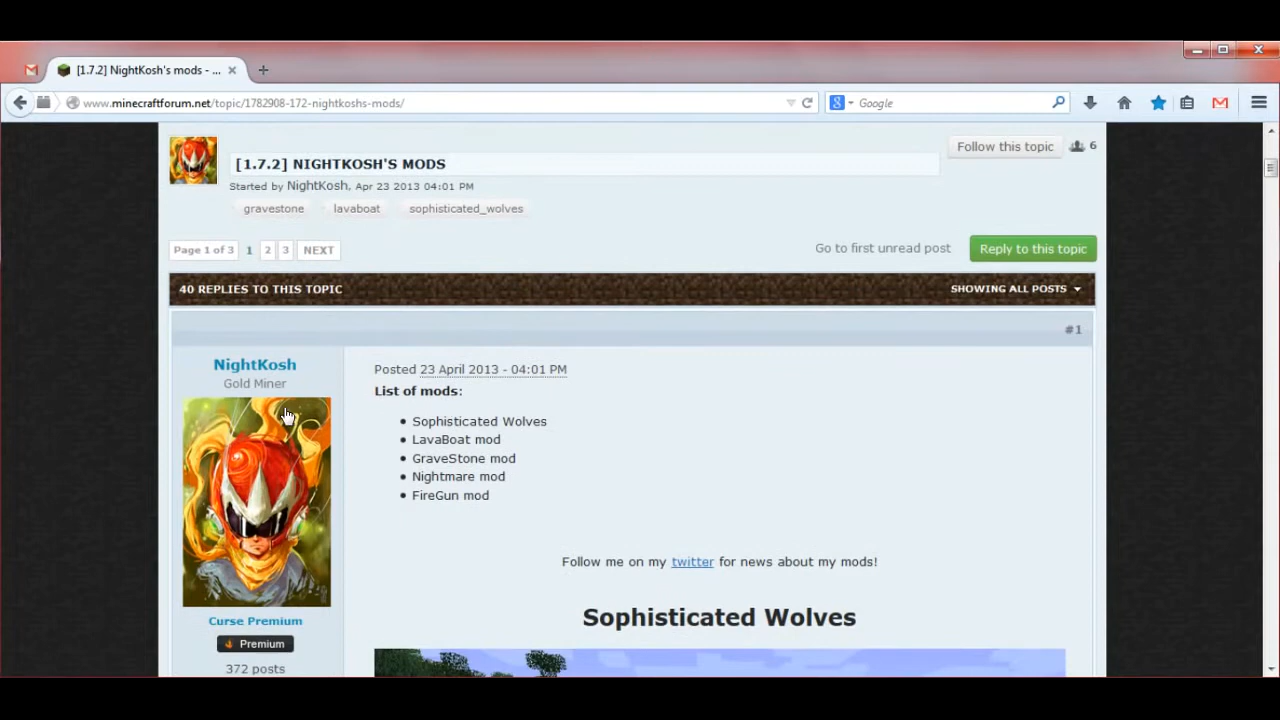 [1.7.2] NightKosh's mods - ...
www.minecraftforum.net/topic/1782908-172-nightkoshs-mods/
Google
[1.7.2] NIGHTKOSH'S MODS
Follow this topic 6
Started by NightKosh, Apr 23 2013 04:01 PM
gravestone lavaboat sophisticated_wolves
Page 1 of 3 1 2 3 NEXT
Go to first unread post Reply to this topic
40 REPLIES TO THIS TOPIC SHOWING ALL POSTS
#1
NightKosh
Gold Miner
Curse Premium
Premium
372 posts
Posted 23 April 2013 - 04:01 PM
List of mods:
• Sophisticated Wolves
• LavaBoat mod
• GraveStone mod
• Nightmare mod
• FireGun mod
Follow me on my twitter for news about my mods!
Sophisticated Wolves